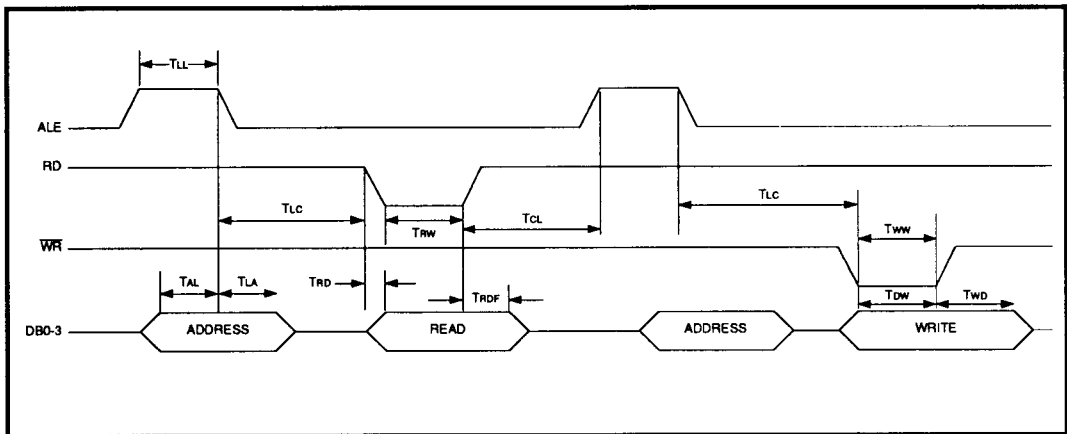 TLL
ALE
RD
TLC
TRW
TCL
TLC
WR
TWW
TAL
TLA
TRD
TRDF
TDW
TWD
DB0-3
ADDRESS
READ
ADDRESS
WRITE